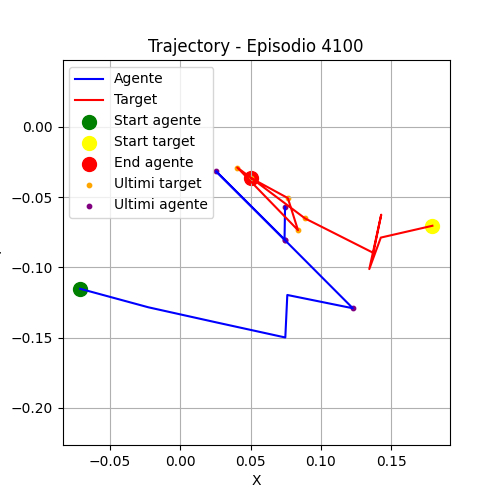 Trajectory - Episodio 4100
Agente
Target
Start agente
Start target
End agente
Ultimi target
Ultimi agente
0.00
−0.05
−0.10
−0.15
−0.20
−0.05
0.00
0.05
0.10
0.15
X